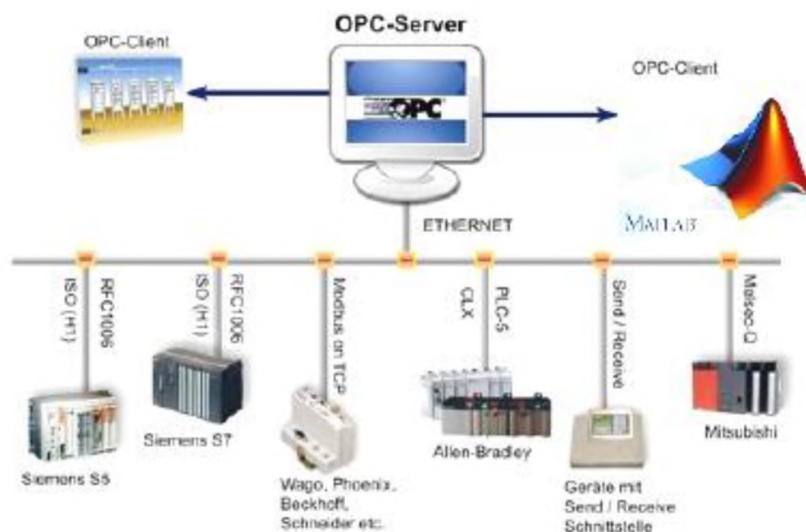 OPC-Server
OPC-Client
OPC-Client
OPC
MATLAB
ETHERNET
RFC1006
ISO (H1)
RFC1006
ISO (H1)
Modbus on TCP
PLC-5
CLX
Send / Receive
Melsec-Q
Siemens S5
Siemens S7
Wago, Phoenix,
Beckhoff,
Schneider etc.
Allen-Bradley
Geräte mit
Send / Receive
Schnittstelle
Mitsubishi